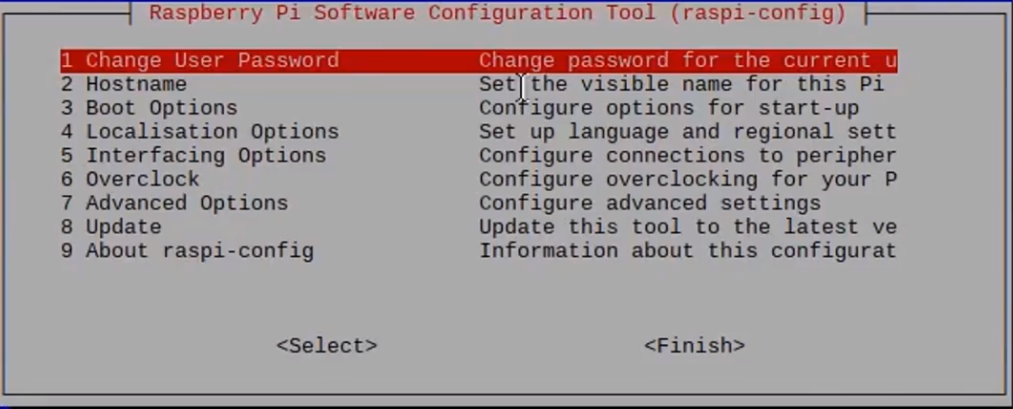 Raspberry Pi Software Configuration Tool (raspi-config)
1 Change User Password Change password for the current u
2 Hostname Set the visible name for this Pi
3 Boot Options Configure options for start-up
4 Localisation Options Set up language and regional sett
5 Interfacing Options Configure connections to peripher
6 Overclock Configure overclocking for your P
7 Advanced Options Configure advanced settings
8 Update Update this tool to the latest ve
9 About raspi-config Information about this configurat
<Select> <Finish>